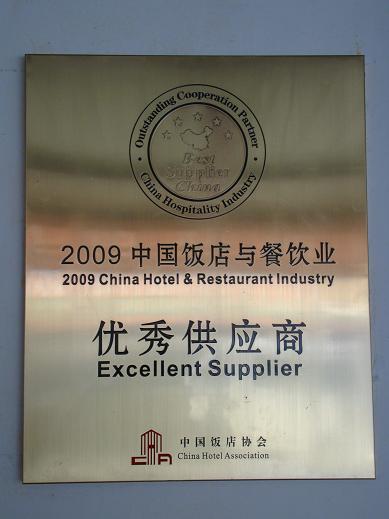 Outstanding Cooperation Partner
Best
Supplier
China
China Hospitality Industry
2009 中国饭店与餐饮业
2009 China Hotel & Restaurant Industry
优秀供应商
Excellent Supplier
CHA
中国饭店协会
China Hotel Association